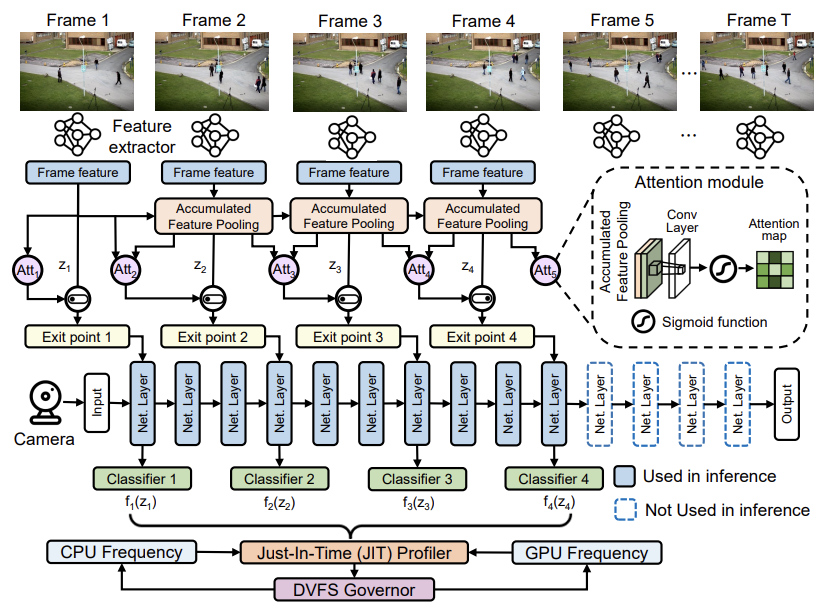 Frame 1
Frame 2
Frame 3
Frame 4
Frame 5
Frame T
...
Feature
extractor
...
Frame feature
Frame feature
Frame feature
Frame feature
Attention module
Accumulated
Feature Pooling
Accumulated
Feature Pooling
Accumulated
Feature Pooling
Accumulated
Feature Pooling
Conv
Layer
Attention
map
Sigmoid function
Att1
z1
Att2
z2
Att3
z3
Att4
z4
Att5
Exit point 1
Exit point 2
Exit point 3
Exit point 4
Camera
Input
Net. Layer
Net. Layer
Net. Layer
Net. Layer
Net. Layer
Net. Layer
Net. Layer
Net. Layer
Net. Layer
Net. Layer
Net. Layer
Net. Layer
Net. Layer
Net. Layer
Output
Classifier 1
Classifier 2
Classifier 3
Classifier 4
f1(z1)
f2(z2)
f3(z3)
f4(z4)
Used in inference
Not Used in inference
CPU Frequency
Just-In-Time (JIT) Profiler
GPU Frequency
DVFS Governor